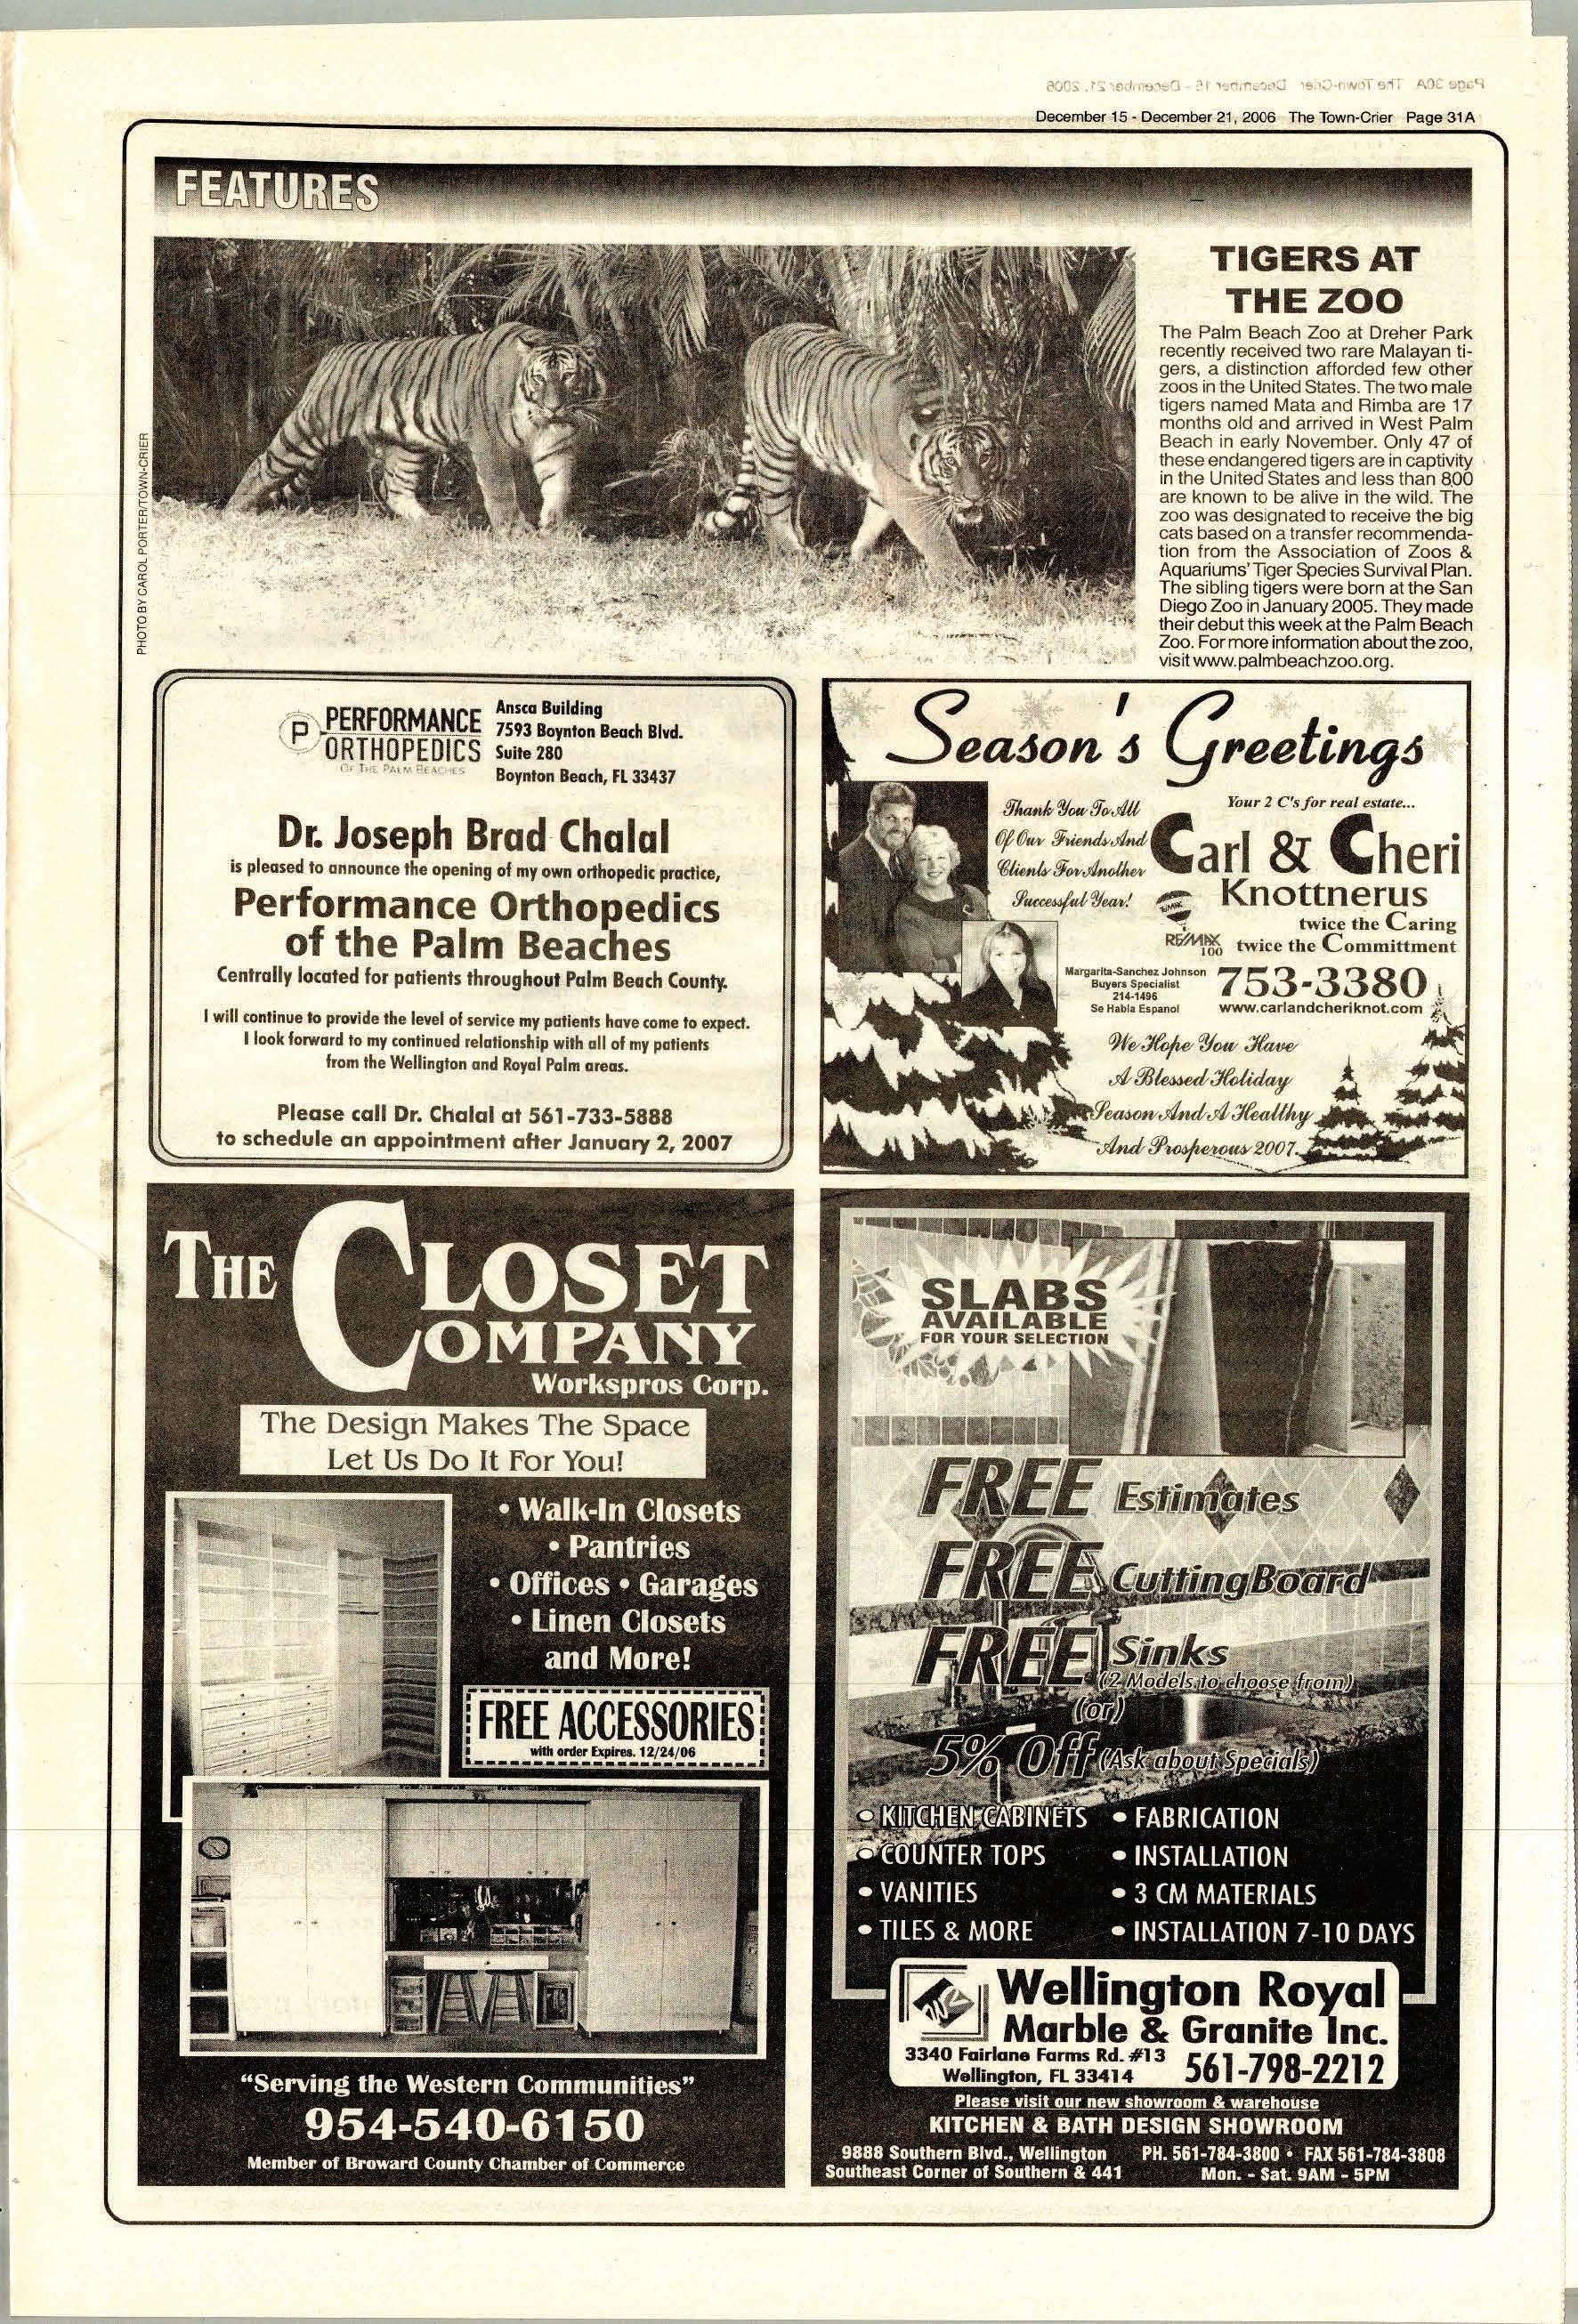 December 15 - December 21, 2006 The Town-Crier Page 31A
FEATURES
PHOTO BY CAROL PORTER/TOWN-CRIER
TIGERS AT
THE ZOO
The Palm Beach Zoo at Dreher Park
recently received two rare Malayan ti-
gers, a distinction afforded few other
zoos in the United States. The two male
tigers named Mata and Rimba are 17
months old and arrived in West Palm
Beach in early November. Only 47 of
these endangered tigers are in captivity
in the United States and less than 800
are known to be alive in the wild. The
zoo was designated to receive the big
cats based on a transfer recommenda-
tion from the Association of Zoos &
Aquariums' Tiger Species Survival Plan.
The sibling tigers were born at the San
Diego Zoo in January 2005. They made
their debut this week at the Palm Beach
Zoo. For more information about the zoo,
visit www.palmbeachzoo.org.
P PERFORMANCE
ORTHOPEDICS
OF THE PALM BEACHES
Ansca Building
7593 Boynton Beach Blvd.
Suite 280
Boynton Beach, FL 33437
Dr. Joseph Brad Chalal
is pleased to announce the opening of my own orthopedic practice,
Performance Orthopedics
of the Palm Beaches
Centrally located for patients throughout Palm Beach County.
I will continue to provide the level of service my patients have come to expect.
I look forward to my continued relationship with all of my patients
from the Wellington and Royal Palm areas.
Please call Dr. Chalal at 561-733-5888
to schedule an appointment after January 2, 2007
Season's Greetings
Thank You To All
Of Our Friends And
Clients For Another
Successful Year!
Your 2 C's for real estate...
Carl & Cheri
Knottnerus
twice the Caring
twice the Committment
RE/MAX
100
Margarita-Sanchez Johnson
Buyers Specialist
214-1496
Se Habla Espanol
753-3380
www.carlandcheriknot.com
We Hope You Have
A Blessed Holiday
Season And A Healthy
And Prosperous 2007.
THE CLOSET
COMPANY
Workspros Corp.
The Design Makes The Space
Let Us Do It For You!
• Walk-In Closets
• Pantries
• Offices • Garages
• Linen Closets
and More!
FREE ACCESSORIES
with order Expires. 12/24/06
"Serving the Western Communities"
954-540-6150
Member of Broward County Chamber of Commerce
SLABS
AVAILABLE
FOR YOUR SELECTION
FREE Estimates
FREE Cutting Board
FREE Sinks
(2 Models to choose from)
(or)
5% Off (Ask about Specials)
• KITCHEN CABINETS
• COUNTER TOPS
• VANITIES
• TILES & MORE
• FABRICATION
• INSTALLATION
• 3 CM MATERIALS
• INSTALLATION 7-10 DAYS
Wellington Royal
Marble & Granite Inc.
3340 Fairlane Farms Rd. #13
Wellington, FL 33414
561-798-2212
Please visit our new showroom & warehouse
KITCHEN & BATH DESIGN SHOWROOM
9888 Southern Blvd., Wellington
Southeast Corner of Southern & 441
PH. 561-784-3800 • FAX 561-784-3808
Mon. - Sat. 9AM - 5PM